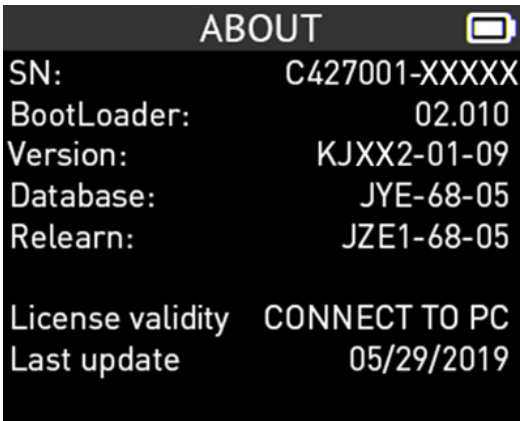 ABOUT
SN: C427001-XXXXX
BootLoader: 02.010
Version: KJXX2-01-09
Database: JYE-68-05
Relearn: JZE1-68-05
License validity CONNECT TO PC
Last update 05/29/2019